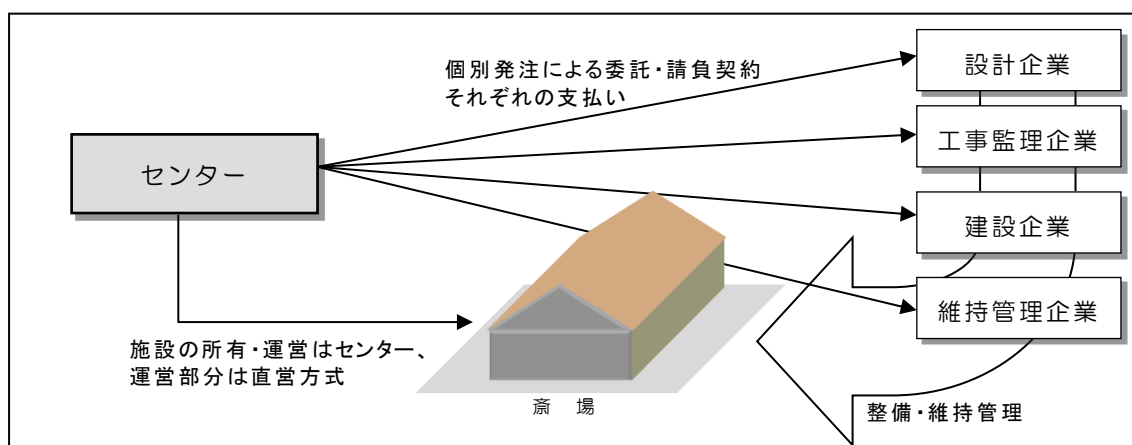 個別発注による委託・請負契約
それぞれの支払い
設計企業
工事監理企業
センター
建設企業
維持管理企業
施設の所有・運営はセンター、
運営部分は直営方式
斎　場
整備・維持管理